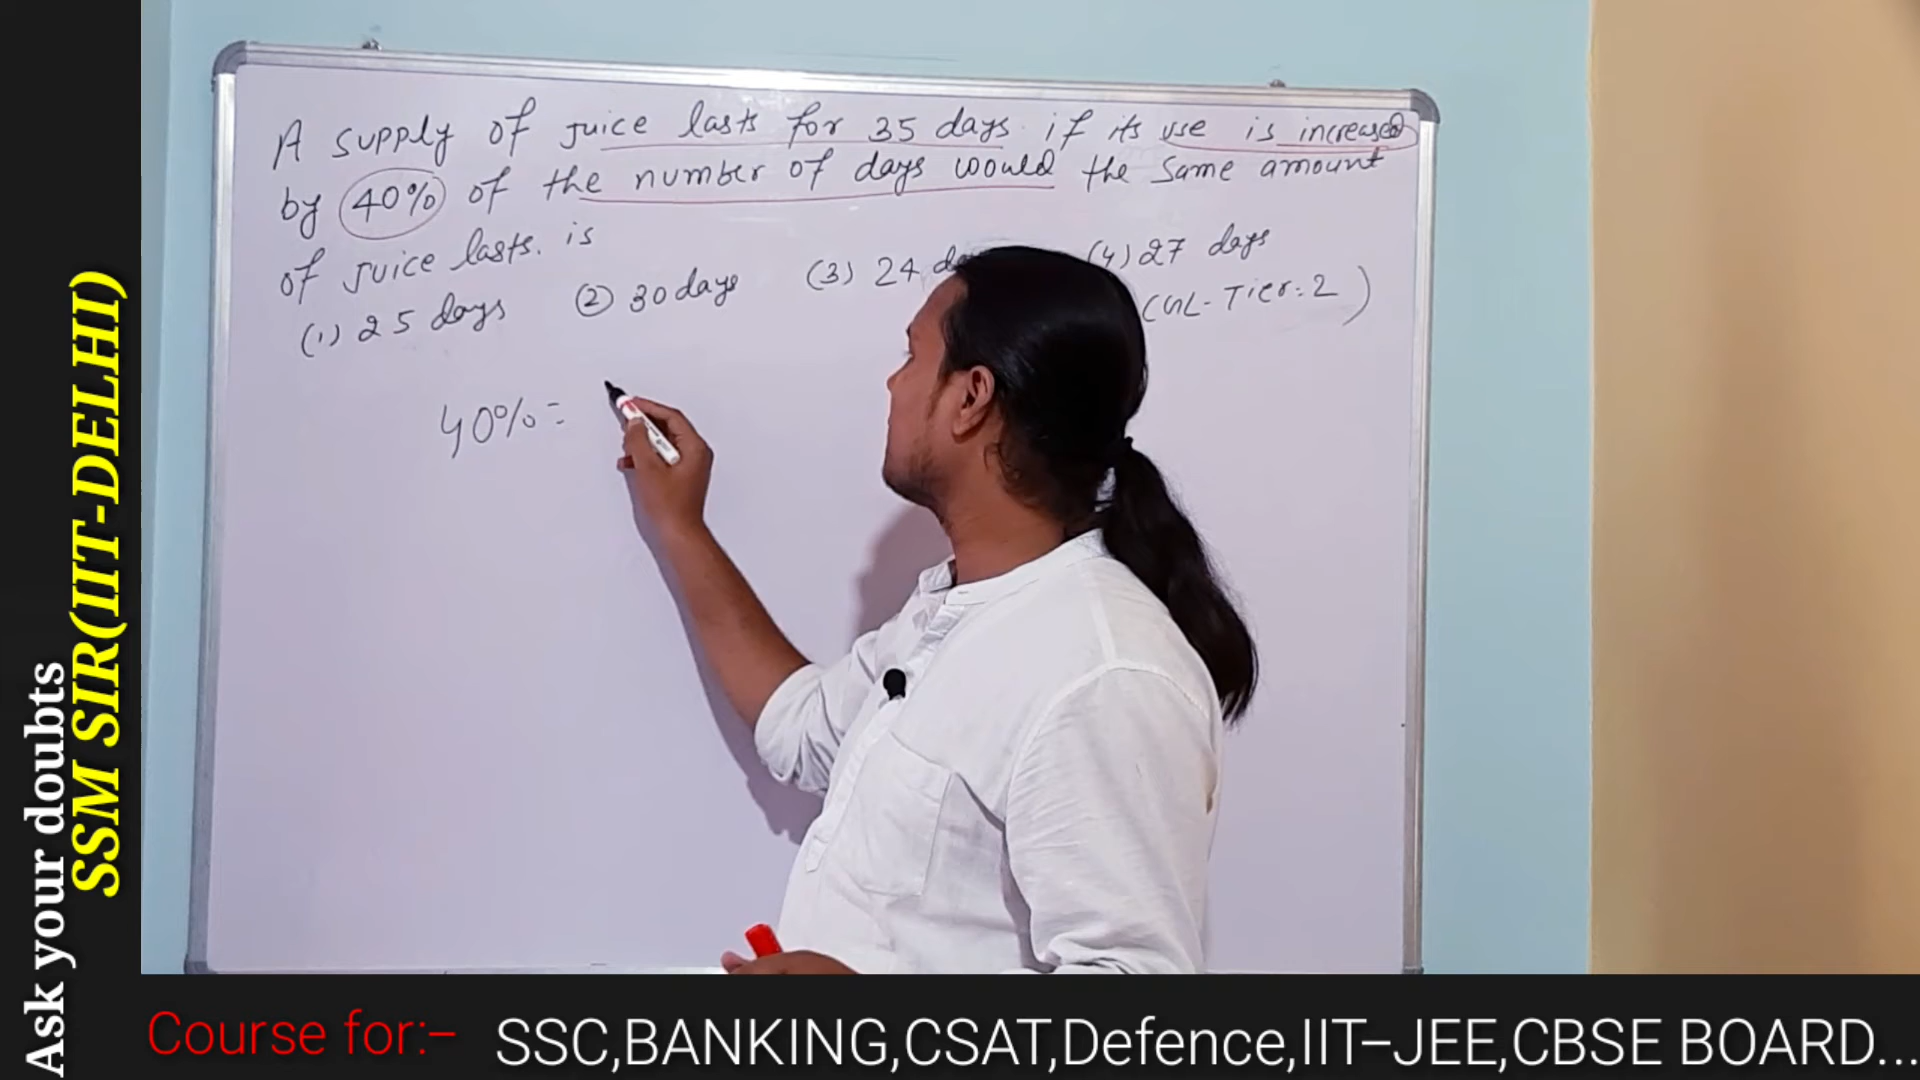 A supply of juice lasts for 35 days if its use is increased
by 40% of the number of days would the same amount
of juice lasts. is
(1) 25 days (2) 30 days (3) 24 (4) 27 days
CGL-Tier:2)
40% =
Ask your doubts
SSM SIR(IIT-DELHI)
Course for:- SSC,BANKING,CSAT,Defence,IIT-JEE,CBSE BOARD...